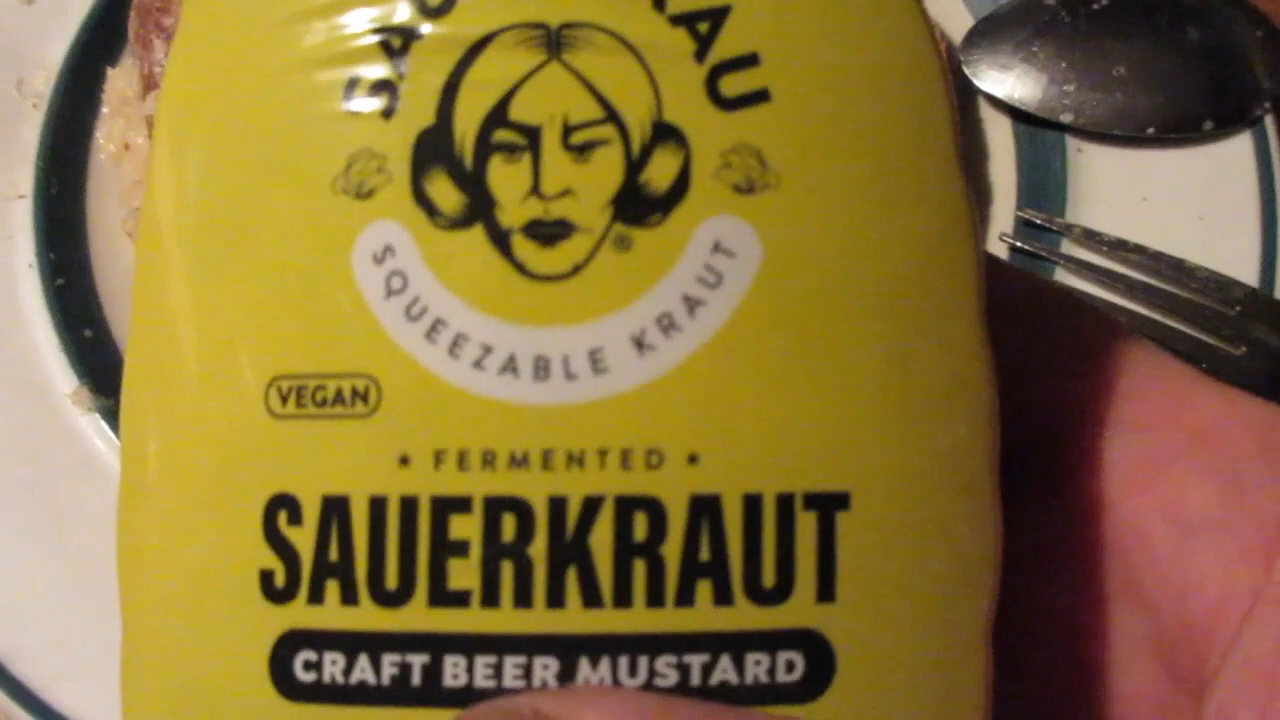 SQUEEZABLE KRAUT
®
VEGAN
• FERMENTED •
SAUERKRAUT
CRAFT BEER MUSTARD